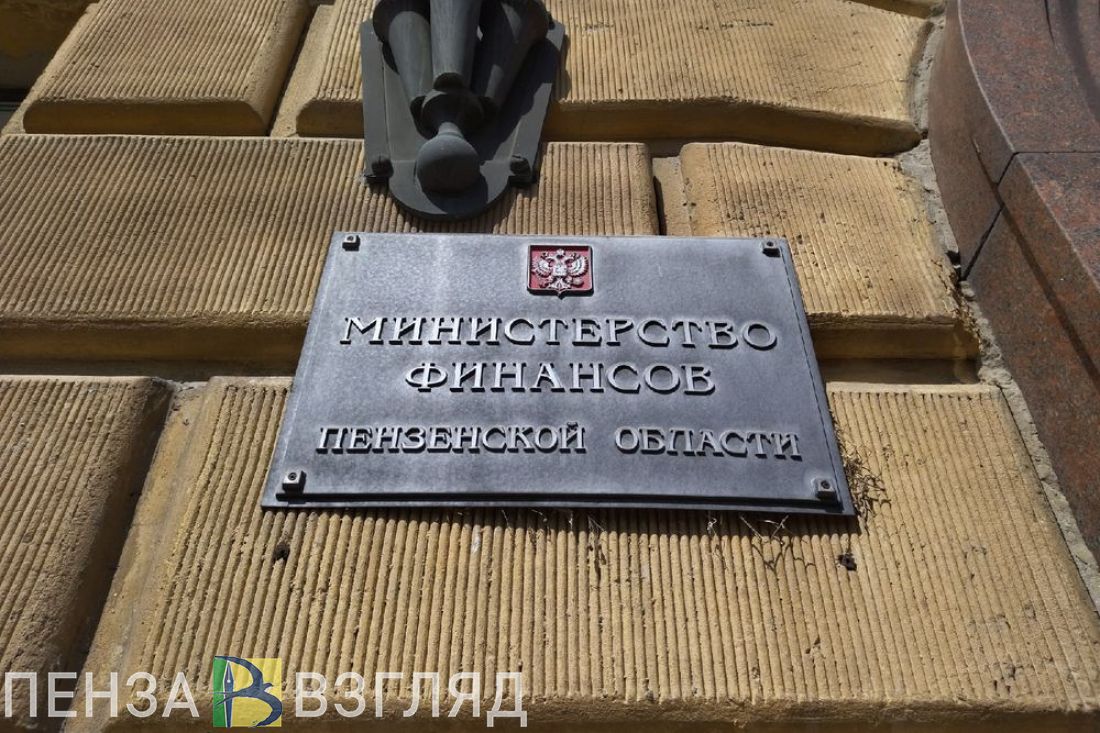 МИНИСТЕРСТВО
ФИНАНСОВ
ПЕНЗЕНСКОЙ ОБЛАСТИ
ПЕНЗА В ВЗГЛЯД